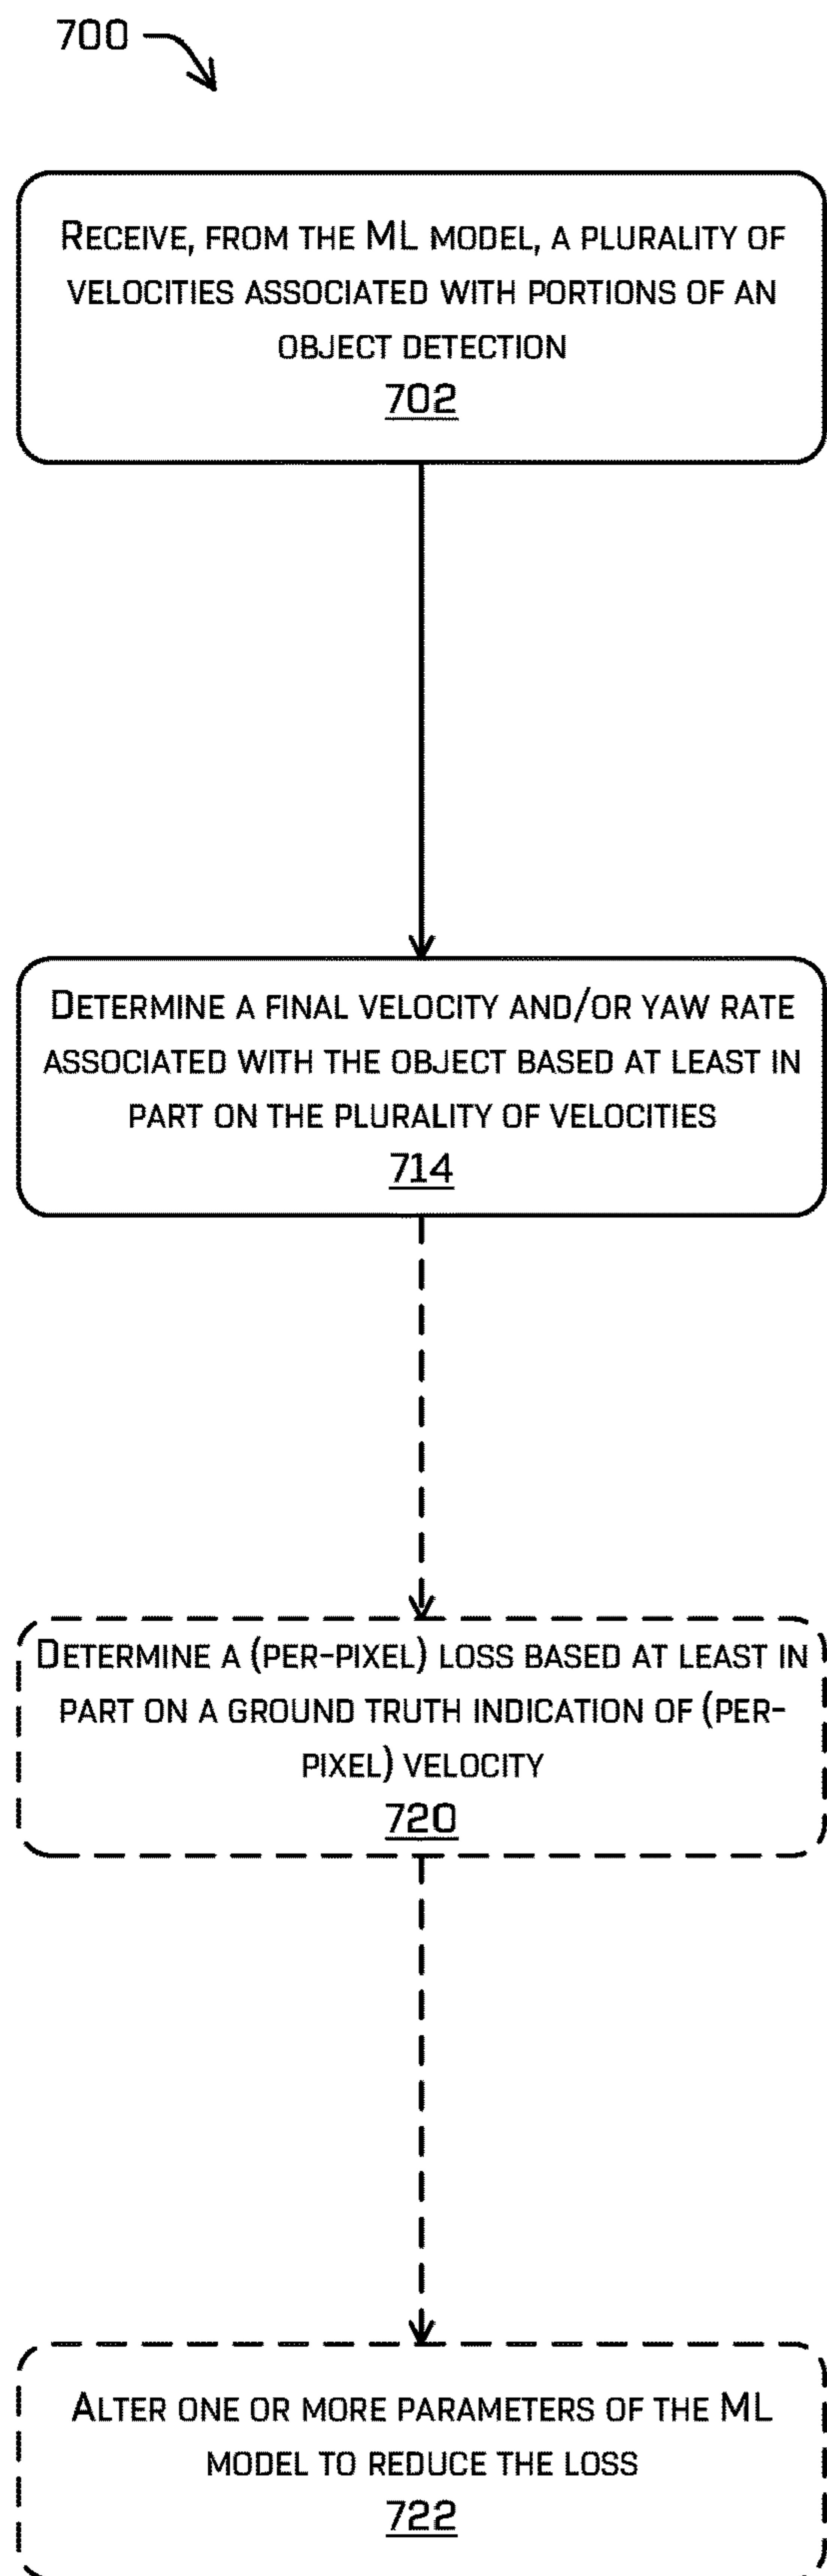 700
RECEIVE, FROM THE ML MODEL, A PLURALITY OF
VELOCITIES ASSOCIATED WITH PORTIONS OF AN
OBJECT DETECTION
702
DETERMINE A FINAL VELOCITY AND/OR YAW RATE
ASSOCIATED WITH THE OBJECT BASED AT LEAST IN
PART ON THE PLURALITY OF VELOCITIES
714
DETERMINE A (PER-PIXEL) LOSS BASED AT LEAST IN
PART ON A GROUND TRUTH INDICATION OF (PER-
PIXEL) VELOCITY
720
ALTER ONE OR MORE PARAMETERS OF THE ML
MODEL TO REDUCE THE LOSS
722